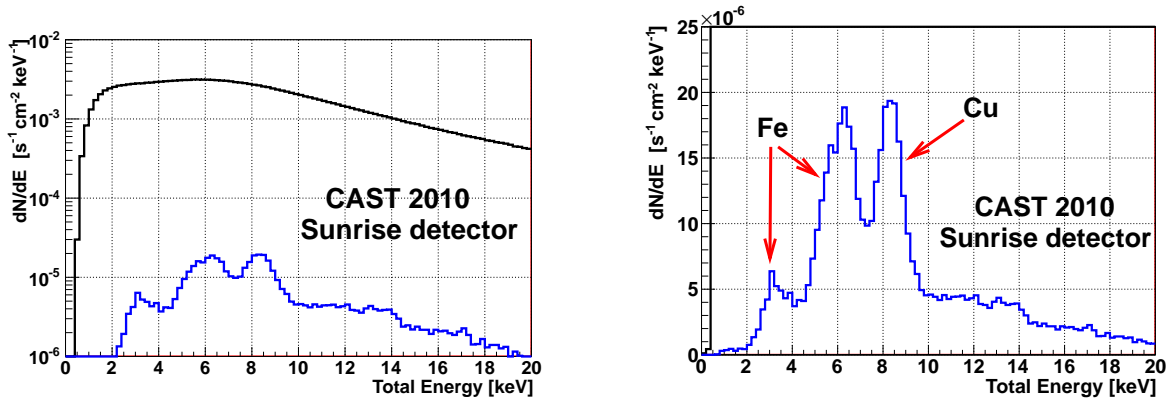 10⁻²
10⁻³
10⁻⁴
10⁻⁵
10⁻⁶
dN/dE [s⁻¹ cm⁻² keV⁻¹]
CAST 2010
Sunrise detector
0 2 4 6 8 10 12 14 16 18 20
Total Energy [keV]
×10⁻⁶
25
20
15
10
5
0
dN/dE [s⁻¹ cm⁻² keV⁻¹]
Fe
Cu
CAST 2010
Sunrise detector
0 2 4 6 8 10 12 14 16 18 20
Total Energy [keV]